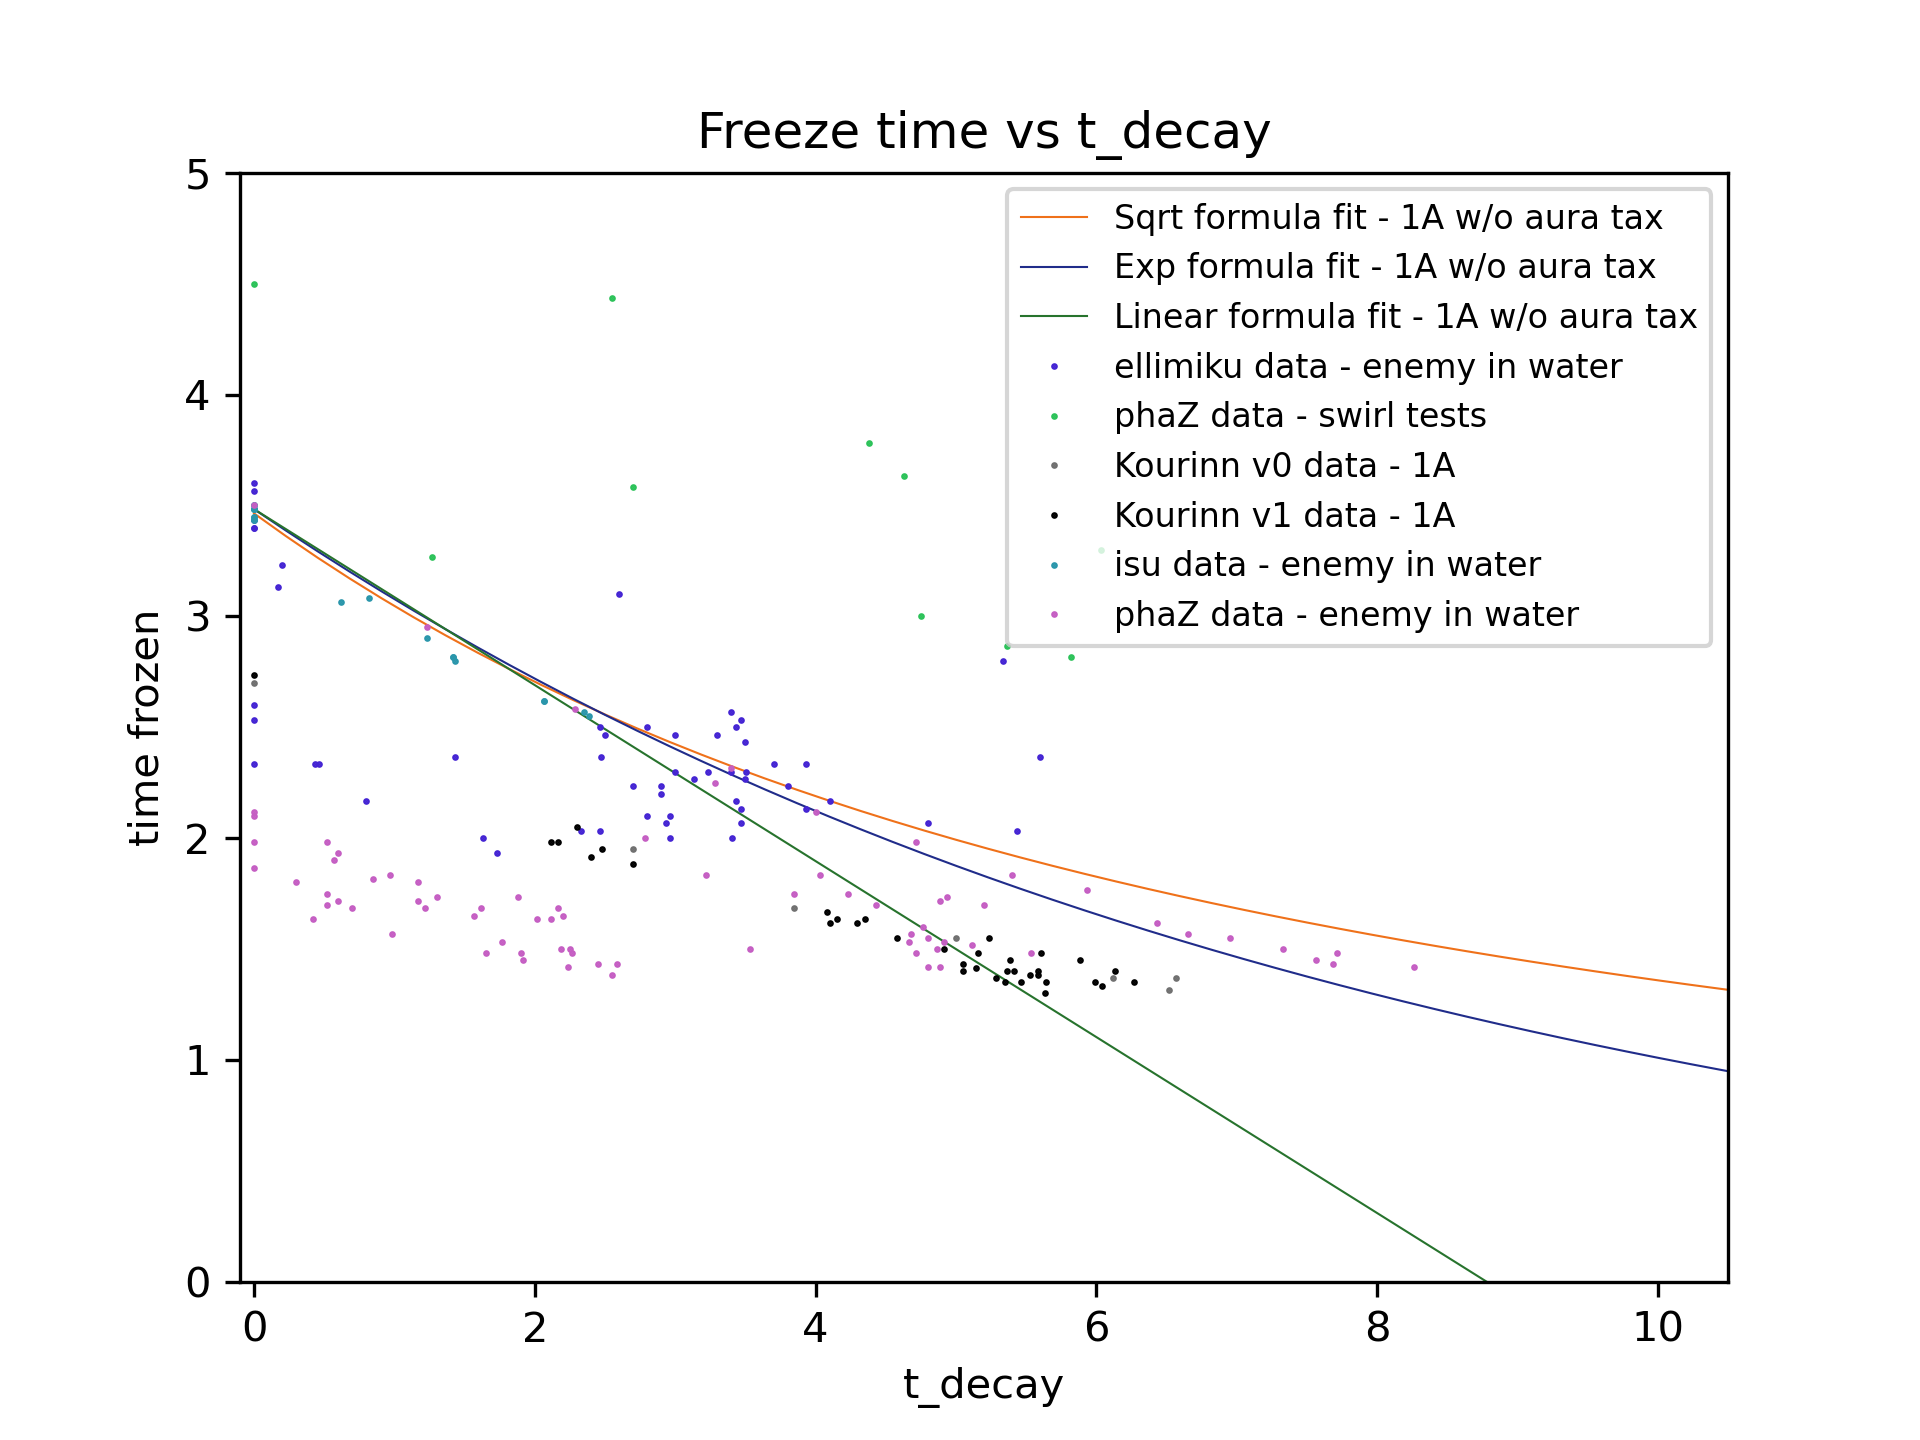 Freeze time vs t_decay
5
4
3
2
1
0
time frozen
Sqrt formula fit - 1A w/o aura tax
Exp formula fit - 1A w/o aura tax
Linear formula fit - 1A w/o aura tax
ellimiku data - enemy in water
phaZ data - swirl tests
Kourinn v0 data - 1A
Kourinn v1 data - 1A
isu data - enemy in water
phaZ data - enemy in water
0 2 4 6 8 10
t_decay